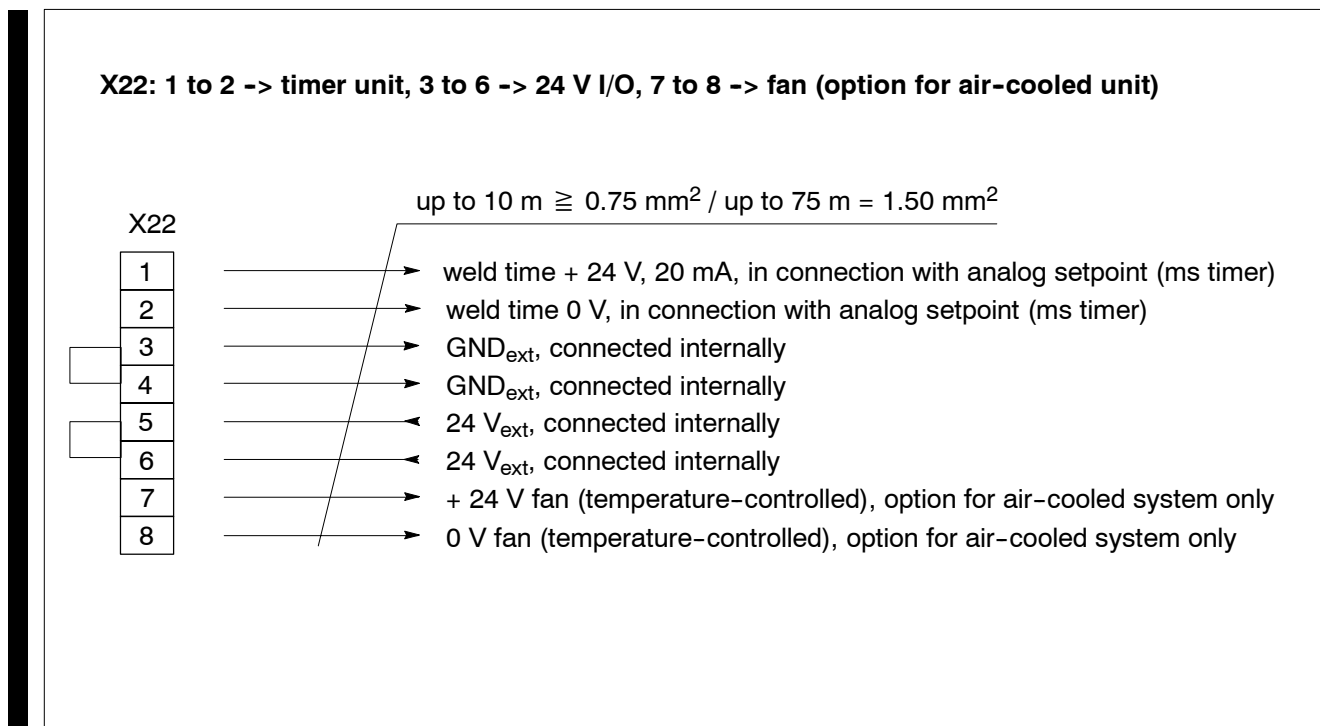 X22: 1 to 2 -> timer unit, 3 to 6 -> 24 V I/O, 7 to 8 -> fan (option for air-cooled unit)
up to 10 m ≧ 0.75 mm² / up to 75 m = 1.50 mm²
X22
1 weld time + 24 V, 20 mA, in connection with analog setpoint (ms timer)
2 weld time 0 V, in connection with analog setpoint (ms timer)
3 GNDext, connected internally
4 GNDext, connected internally
5 24 Vext, connected internally
6 24 Vext, connected internally
7 + 24 V fan (temperature-controlled), option for air-cooled system only
8 0 V fan (temperature-controlled), option for air-cooled system only